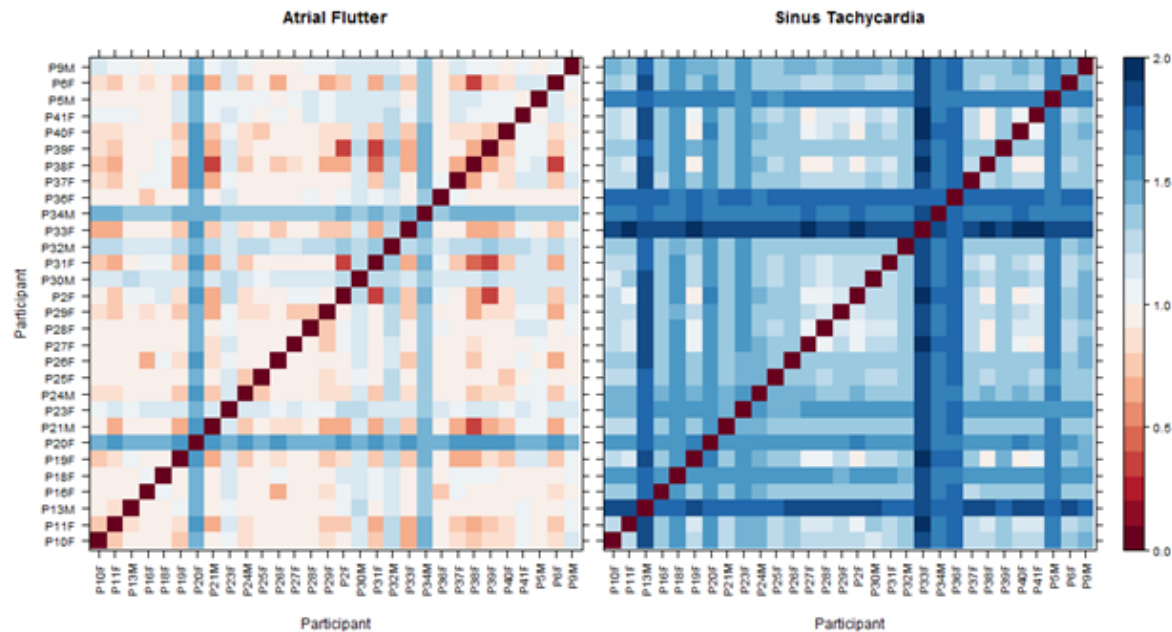 Atrial Flutter
Sinus Tachycardia
Participant
P9M
P6F
P5M
P41F
P40F
P39F
P38F
P37F
P36F
P34M
P33F
P32M
P31F
P30M
P2F
P29F
P28F
P27F
P26F
P25F
P24M
P23F
P21M
P20F
P19F
P18F
P16F
P13M
P11F
P10F
P10F P11F P13M P16F P18F P19F P20F P21M P23F P24M P25F P26F P27F P28F P29F P2F P30M P31F P32M P33F P34M P36F P37F P38F P39F P40F P41F P5M P6F P9M
Participant
P10F P11F P13M P16F P18F P19F P20F P21M P23F P24M P25F P26F P27F P28F P29F P2F P30M P31F P32M P33F P34M P36F P37F P38F P39F P40F P41F P5M P6F P9M
Participant
2.0
1.5
1.0
0.5
0.0